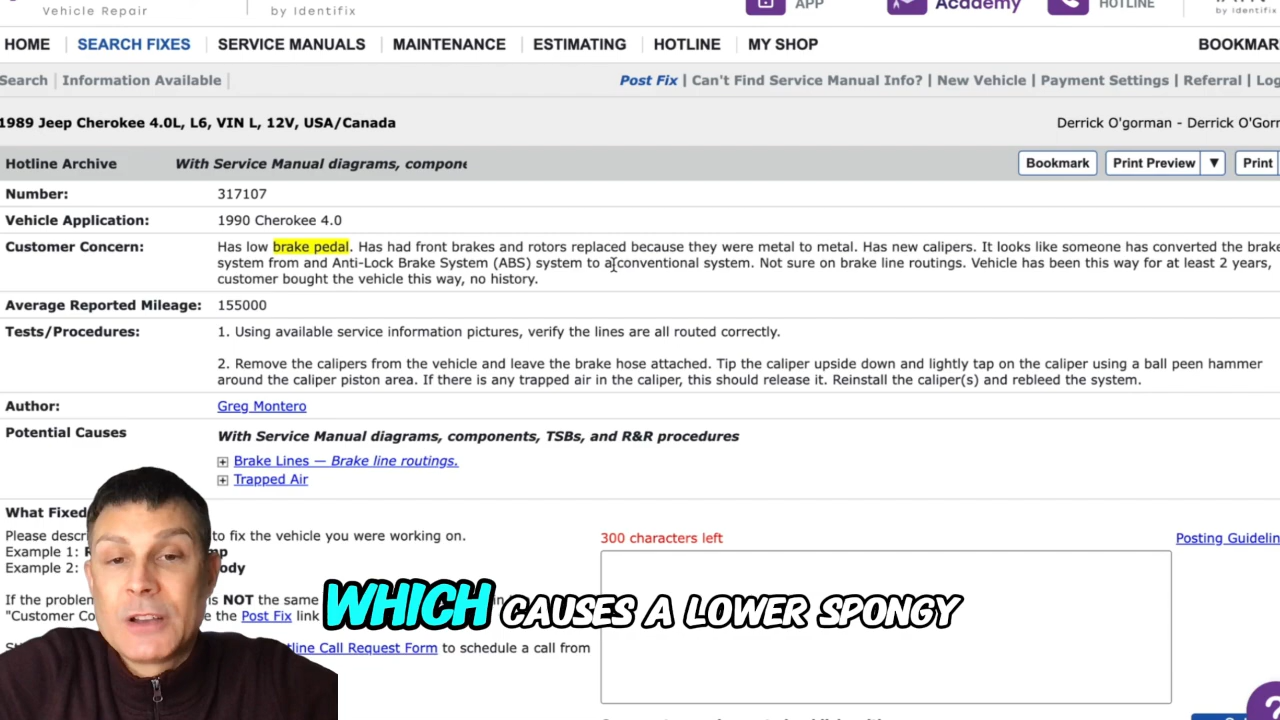 Vehicle Repair
by Identifix
APP
Academy
HOTLINE
by Identifix
HOME SEARCH FIXES SERVICE MANUALS MAINTENANCE ESTIMATING HOTLINE MY SHOP BOOKMAR
Search | Information Available |
Post Fix | Can't Find Service Manual Info? | New Vehicle | Payment Settings | Referral | Log
1989 Jeep Cherokee 4.0L, L6, VIN L, 12V, USA/Canada
Derrick O'gorman - Derrick O'Gorn
Hotline Archive With Service Manual diagrams, compone
Bookmark Print Preview ▼ Print
Number: 317107
Vehicle Application: 1990 Cherokee 4.0
Customer Concern: Has low brake pedal. Has had front brakes and rotors replaced because they were metal to metal. Has new calipers. It looks like someone has converted the brake
system from and Anti-Lock Brake System (ABS) system to a conventional system. Not sure on brake line routings. Vehicle has been this way for at least 2 years,
customer bought the vehicle this way, no history.
Average Reported Mileage: 155000
Tests/Procedures: 1. Using available service information pictures, verify the lines are all routed correctly.
2. Remove the calipers from the vehicle and leave the brake hose attached. Tip the caliper upside down and lightly tap on the caliper using a ball peen hammer
around the caliper piston area. If there is any trapped air in the caliper, this should release it. Reinstall the caliper(s) and rebleed the system.
Author: Greg Montero
Potential Causes With Service Manual diagrams, components, TSBs, and R&R procedures
Brake Lines — Brake line routings.
Trapped Air
What Fixed
Please descr to fix the vehicle you were working on.
Example 1: R mp
Example 2: ody
If the problem is NOT the same
"Customer Co the Post Fix link
tline Call Request Form to schedule a call from
300 characters left
Posting Guidelin
WHICH CAUSES A LOWER SPONGY